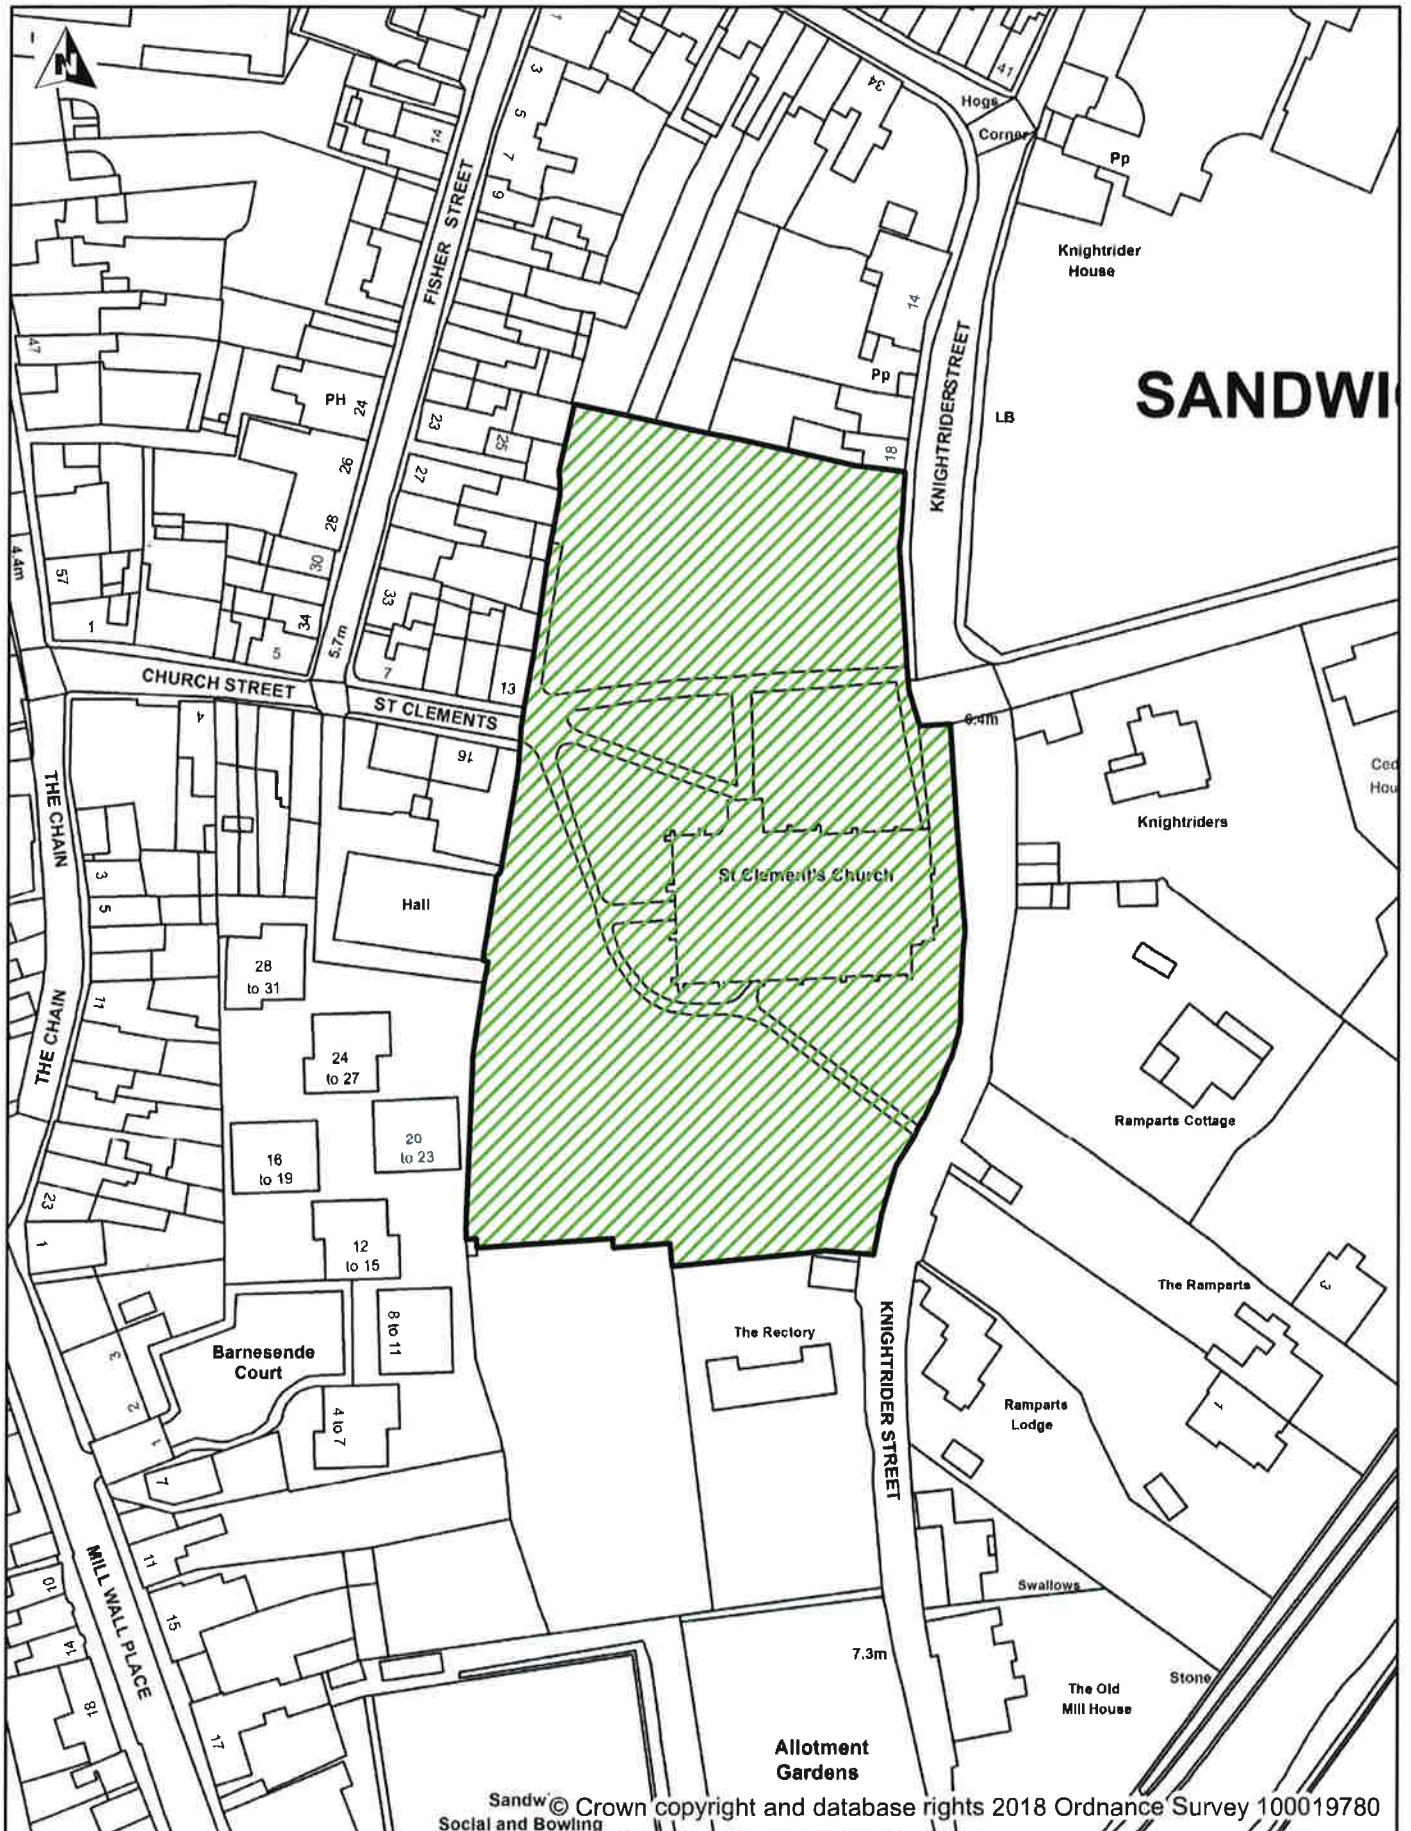 N
41
Hogs
Corner
34
3
5
7
9
14
FISHER STREET
Pp
Knightrider
House
14
KNIGHTRIDERSTREET
47
PH
24
Pp
LB
SANDWI
23
25
18
26
27
28
4.4m
57
30
33
1
34
5
5.7m
7
13
CHURCH STREET
ST CLEMENTS
4
16
6.4m
Knightriders
Ced
Hou
THE CHAIN
3
5
Hall
St Clement's Church
28
to 31
11
THE CHAIN
24
to 27
20
to 23
16
to 19
Ramparts Cottage
23
1
12
to 15
The Ramparts
3
8 to 11
The Rectory
KNIGHTRIDER STREET
Barnesende
Court
3
2
1
4 to 7
Ramparts
Lodge
1
7
MILL WALL PLACE
11
10
15
14
18
17
Swallows
7.3m
Stone
The Old
Mill House
Allotment
Gardens
Sandw
Social and Bowling
© Crown copyright and database rights 2018 Ordnance Survey 100019780